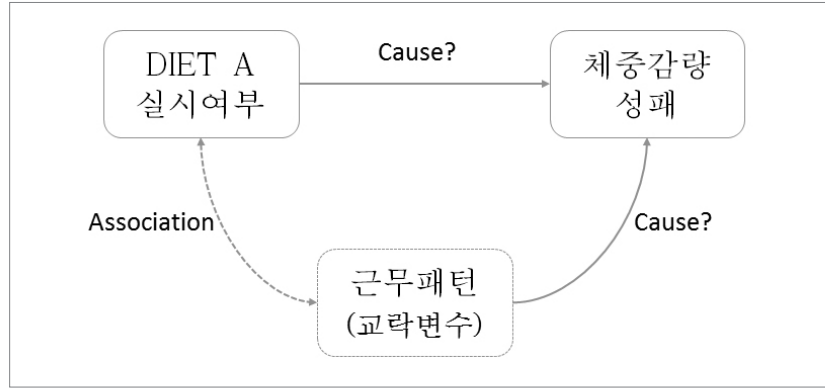 DIET A
실시여부
Cause?
체중감량
성패
Association
Cause?
근무패턴
(교락변수)